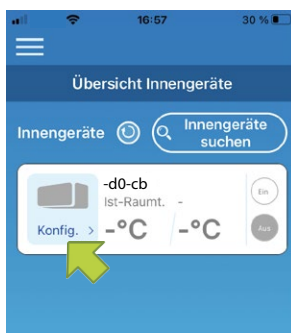 16:57
30 %
Übersicht Innengeräte
Innengeräte
Innengeräte
suchen
-d0-cb
Ist-Raumt. -
Konfig. > -°C / -°C
Ein
Aus